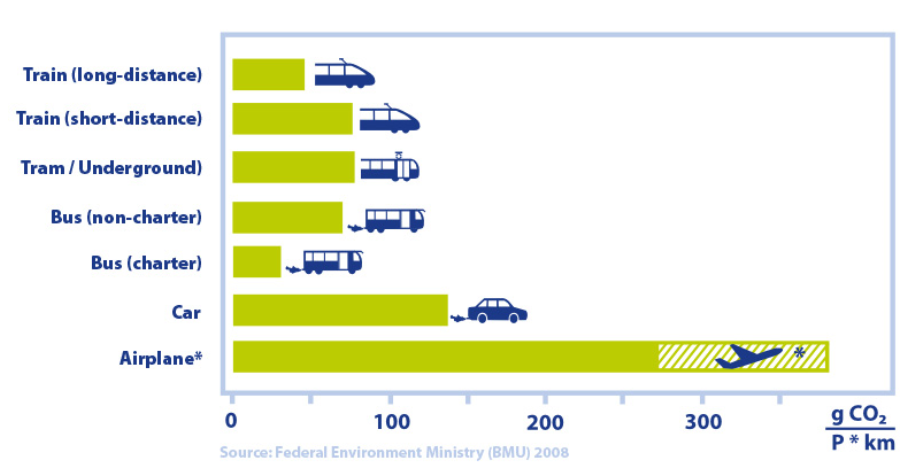 Train (long-distance)
Train (short-distance)
Tram / Underground)
Bus (non-charter)
Bus (charter)
Car
Airplane*
*
0 100 200 300
g CO₂
P * km
Source: Federal Environment Ministry (BMU) 2008